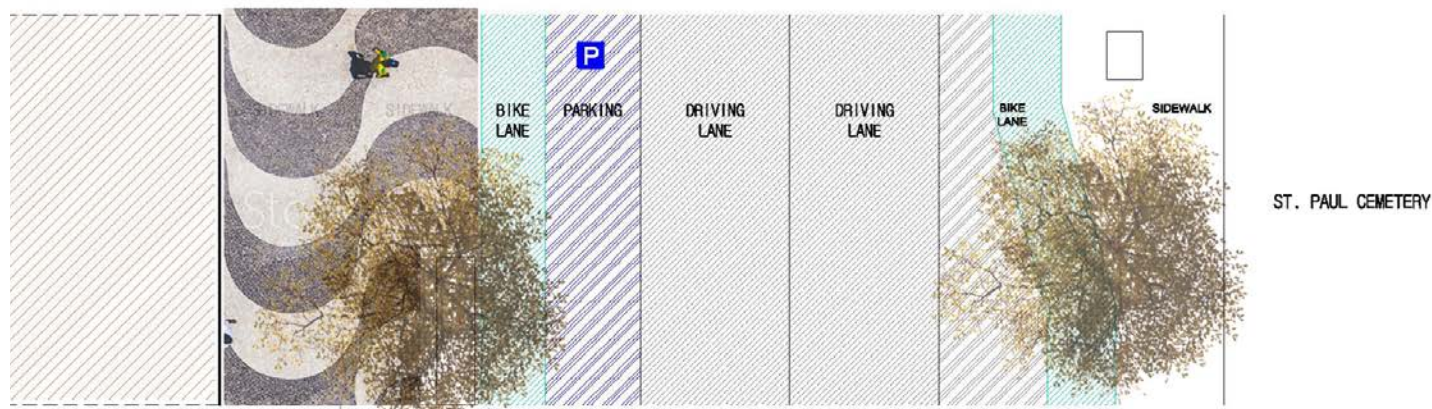 P
SIDEWALK
SIDEWALK
BIKE
LANE
PARKING
DRIVING
LANE
DRIVING
LANE
BIKE
LANE
SIDEWALK
ST. PAUL CEMETERY